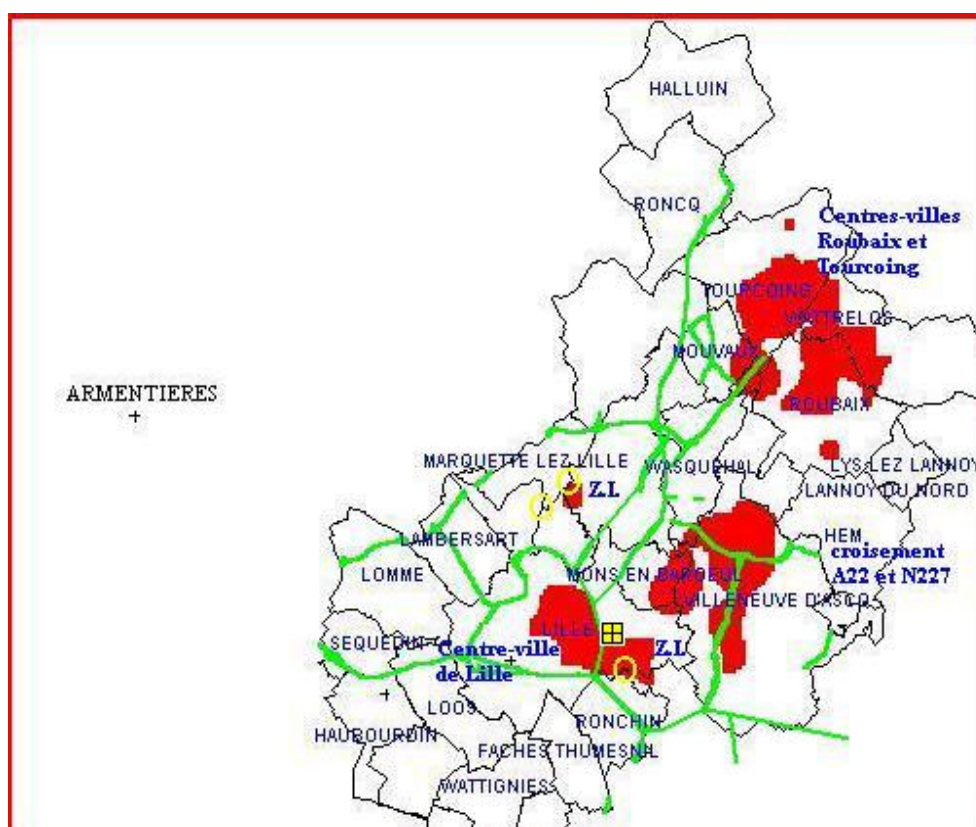 HALLUIN
RONCQ
Centres-villes
Roubaix et
Tourcoing
TOURCOING
WATTRELOS
MOUVAUX
ARMENTIERES
ROUBAIX
MARQUETTE LEZ LILLE
WASQUEHAL
LYS LEZ LANNOY
Z.I.
LANNOY DU NORD
LAMBERSART
HEM
croisement
A22 et N227
LOMME
MONS EN BAROEUL
VILLENEUVE D'ASCQ
LILLE
SEQUEDIN
Centre-ville
de Lille
Z.I.
LOOS
RONCHIN
HAUBOURDIN
FACHES THUMESNIL
WATTIGNIES